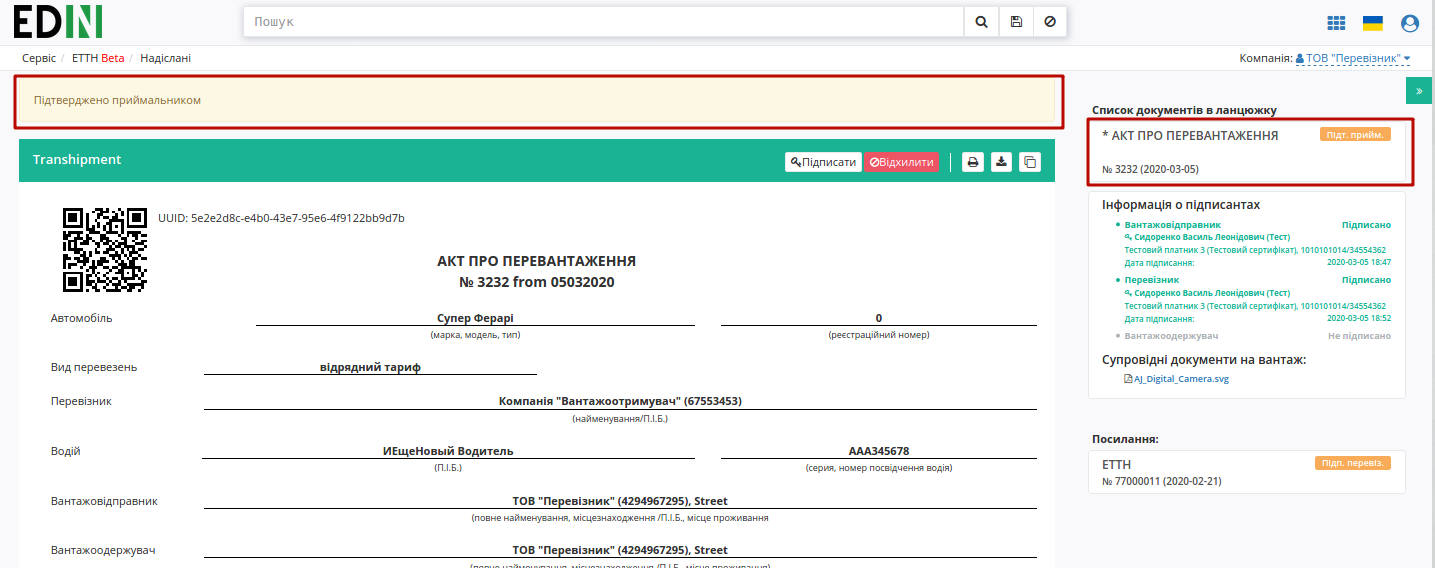 EDIN
Пошук
Сервіс / ЕТТН Beta / Надіслані
Компанія: ТОВ "Перевізник"
Підтверджено приймальником
Transhipment
Підписати
Відхилити
UUID: 5e2e2d8c-e4b0-43e7-95e6-4f9122bb9d7b
АКТ ПРО ПЕРЕВАНТАЖЕННЯ
№ 3232 from 05032020
Автомобіль Супер Ферарі 0
(марка, модель, тип) (реєстраційний номер)
Вид перевезень відрядний тариф
Перевізник Компанія "Вантажоотримувач" (67553453)
(найменування/П.І.Б.)
Водій ИЕщеНовый Водитель ААА345678
(П.І.Б.) (серия, номер посвідчення водія)
Вантажовідправник ТОВ "Перевізник" (4294967295), Street
(повне найменування, місцезнаходження /П.І.Б., місце проживання
Вантажоодержувач ТОВ "Перевізник" (4294967295), Street
(повне найменування, місцезнаходження /П.І.Б., місце проживання)
»
Список документів в ланцюжку
* АКТ ПРО ПЕРЕВАНТАЖЕННЯ Підт. прийм.
№ 3232 (2020-03-05)
Інформація о підписантах
Вантажовідправник Підписано
Сидоренко Василь Леонідович (Тест)
Тестовий платник 3 (Тестовий сертифікат), 1010101014/34554362
Дата підписання: 2020-03-05 18:47
Перевізник Підписано
Сидоренко Василь Леонідович (Тест)
Тестовий платник 3 (Тестовий сертифікат), 1010101014/34554362
Дата підписання: 2020-03-05 18:52
Вантажоодержувач Не підписано
Супровідні документи на вантаж:
AJ_Digital_Camera.svg
Посилання:
ЕТТН Підп. перевіз.
№ 77000011 (2020-02-21)